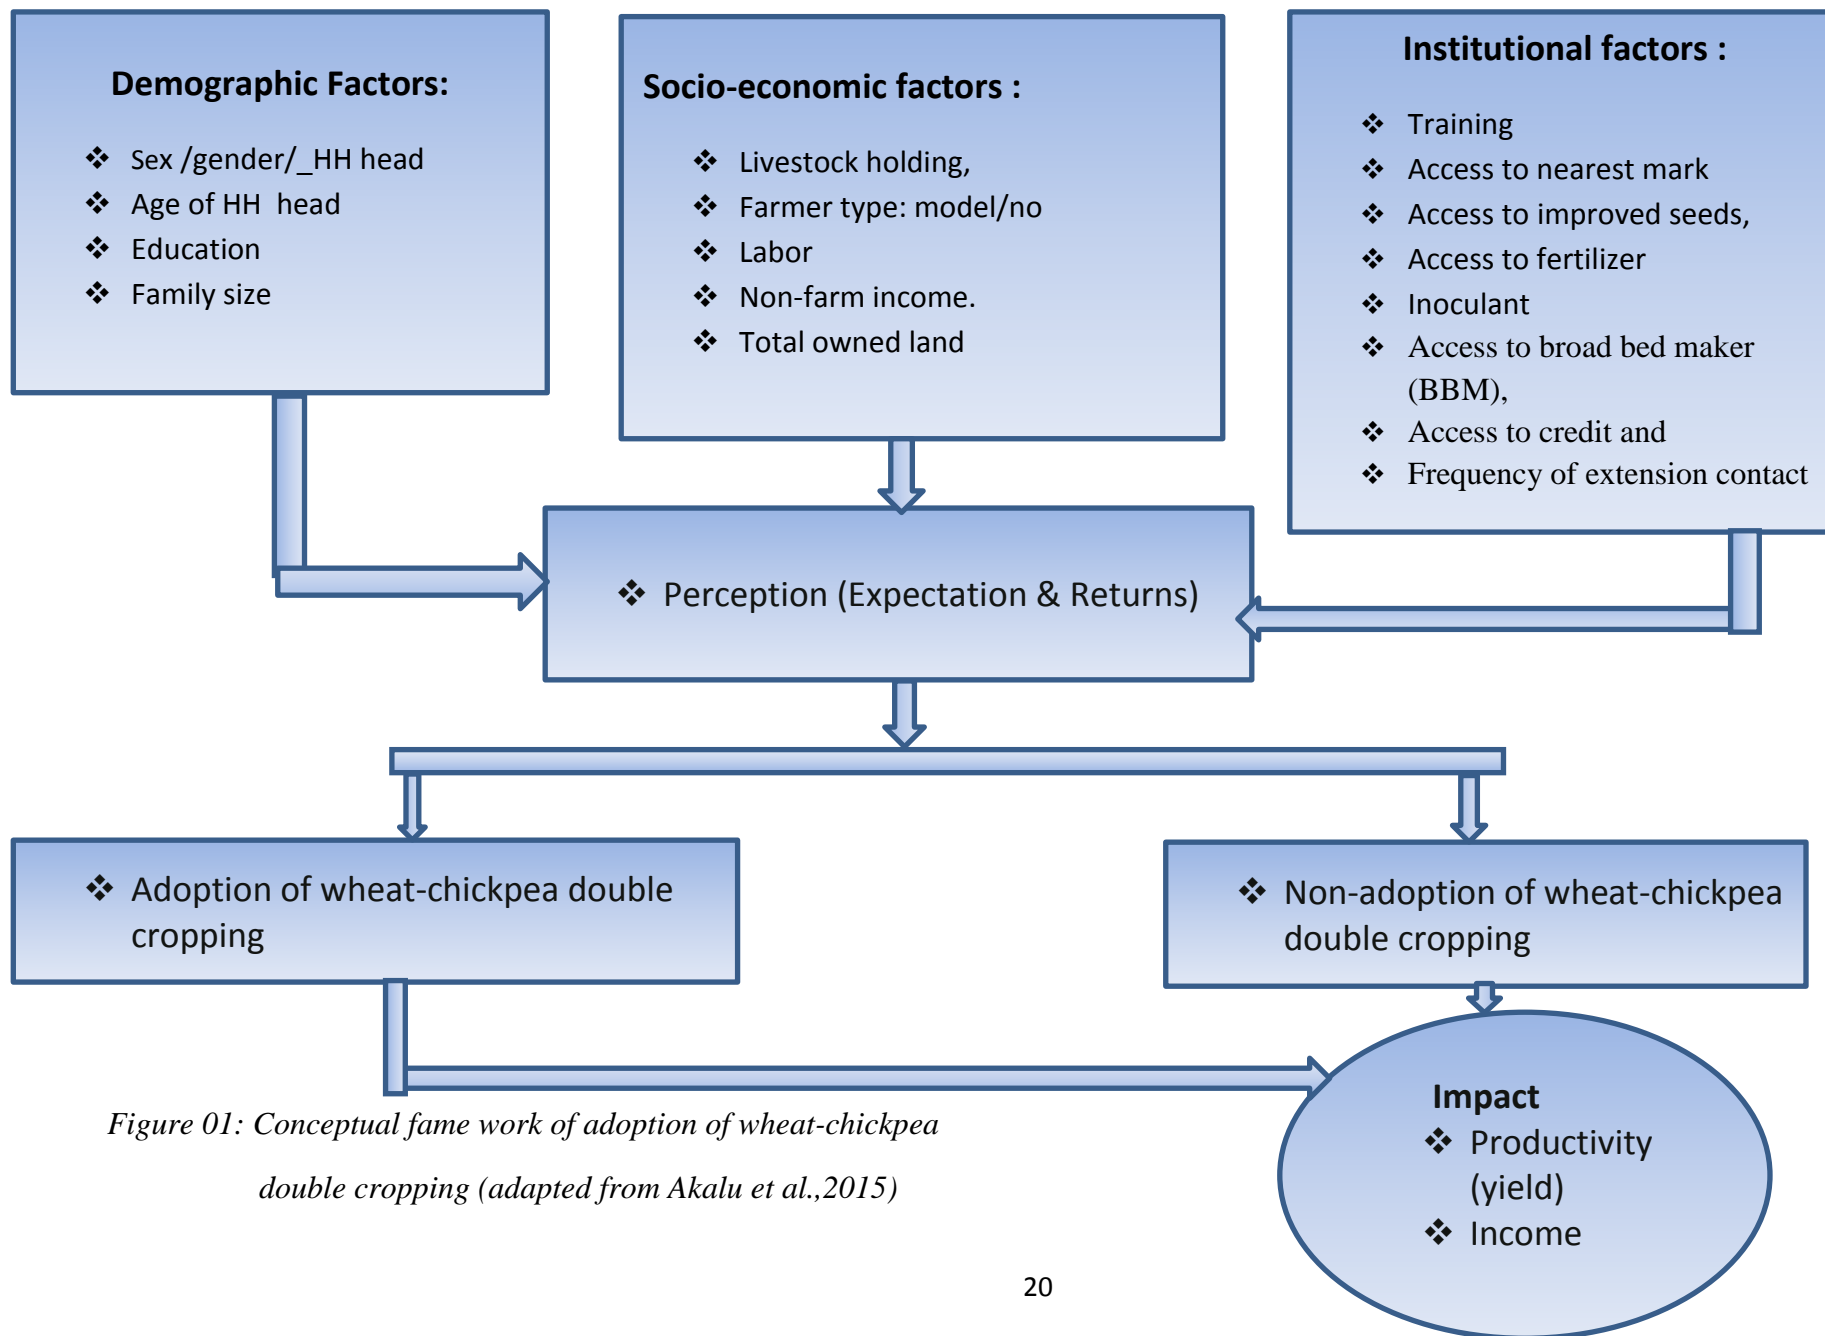 Demographic Factors:
❖ Sex /gender/_HH head
❖ Age of HH head
❖ Education
❖ Family size
Socio-economic factors :
❖ Livestock holding,
❖ Farmer type: model/no
❖ Labor
❖ Non-farm income.
❖ Total owned land
Institutional factors :
❖ Training
❖ Access to nearest mark
❖ Access to improved seeds,
❖ Access to fertilizer
❖ Inoculant
❖ Access to broad bed maker
(BBM),
❖ Access to credit and
❖ Frequency of extension contact
❖ Perception (Expectation & Returns)
❖ Adoption of wheat-chickpea double
cropping
❖ Non-adoption of wheat-chickpea
double cropping
Impact
❖ Productivity
(yield)
❖ Income
Figure 01: Conceptual fame work of adoption of wheat-chickpea
double cropping (adapted from Akalu et al.,2015)
20